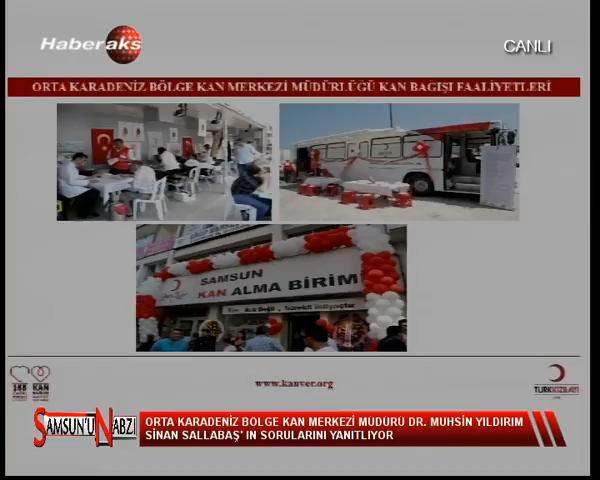 Haberaks
CANLI
ORTA KARADENİZ BÖLGE KAN MERKEZİ MÜDÜRLÜĞÜ KAN BAĞIŞI FAALİYETLERİ
SAMSUN
KAN ALMA BİRİMİ
www.kanver.org
TÜRK KIZILAYI
SAMSUN'U NABZI
ORTA KARADENİZ BÖLGE KAN MERKEZİ MÜDÜRÜ DR. MUHSİN YILDIRIM
SİNAN SALLABAŞ' IN SORULARINI YANITLIYOR